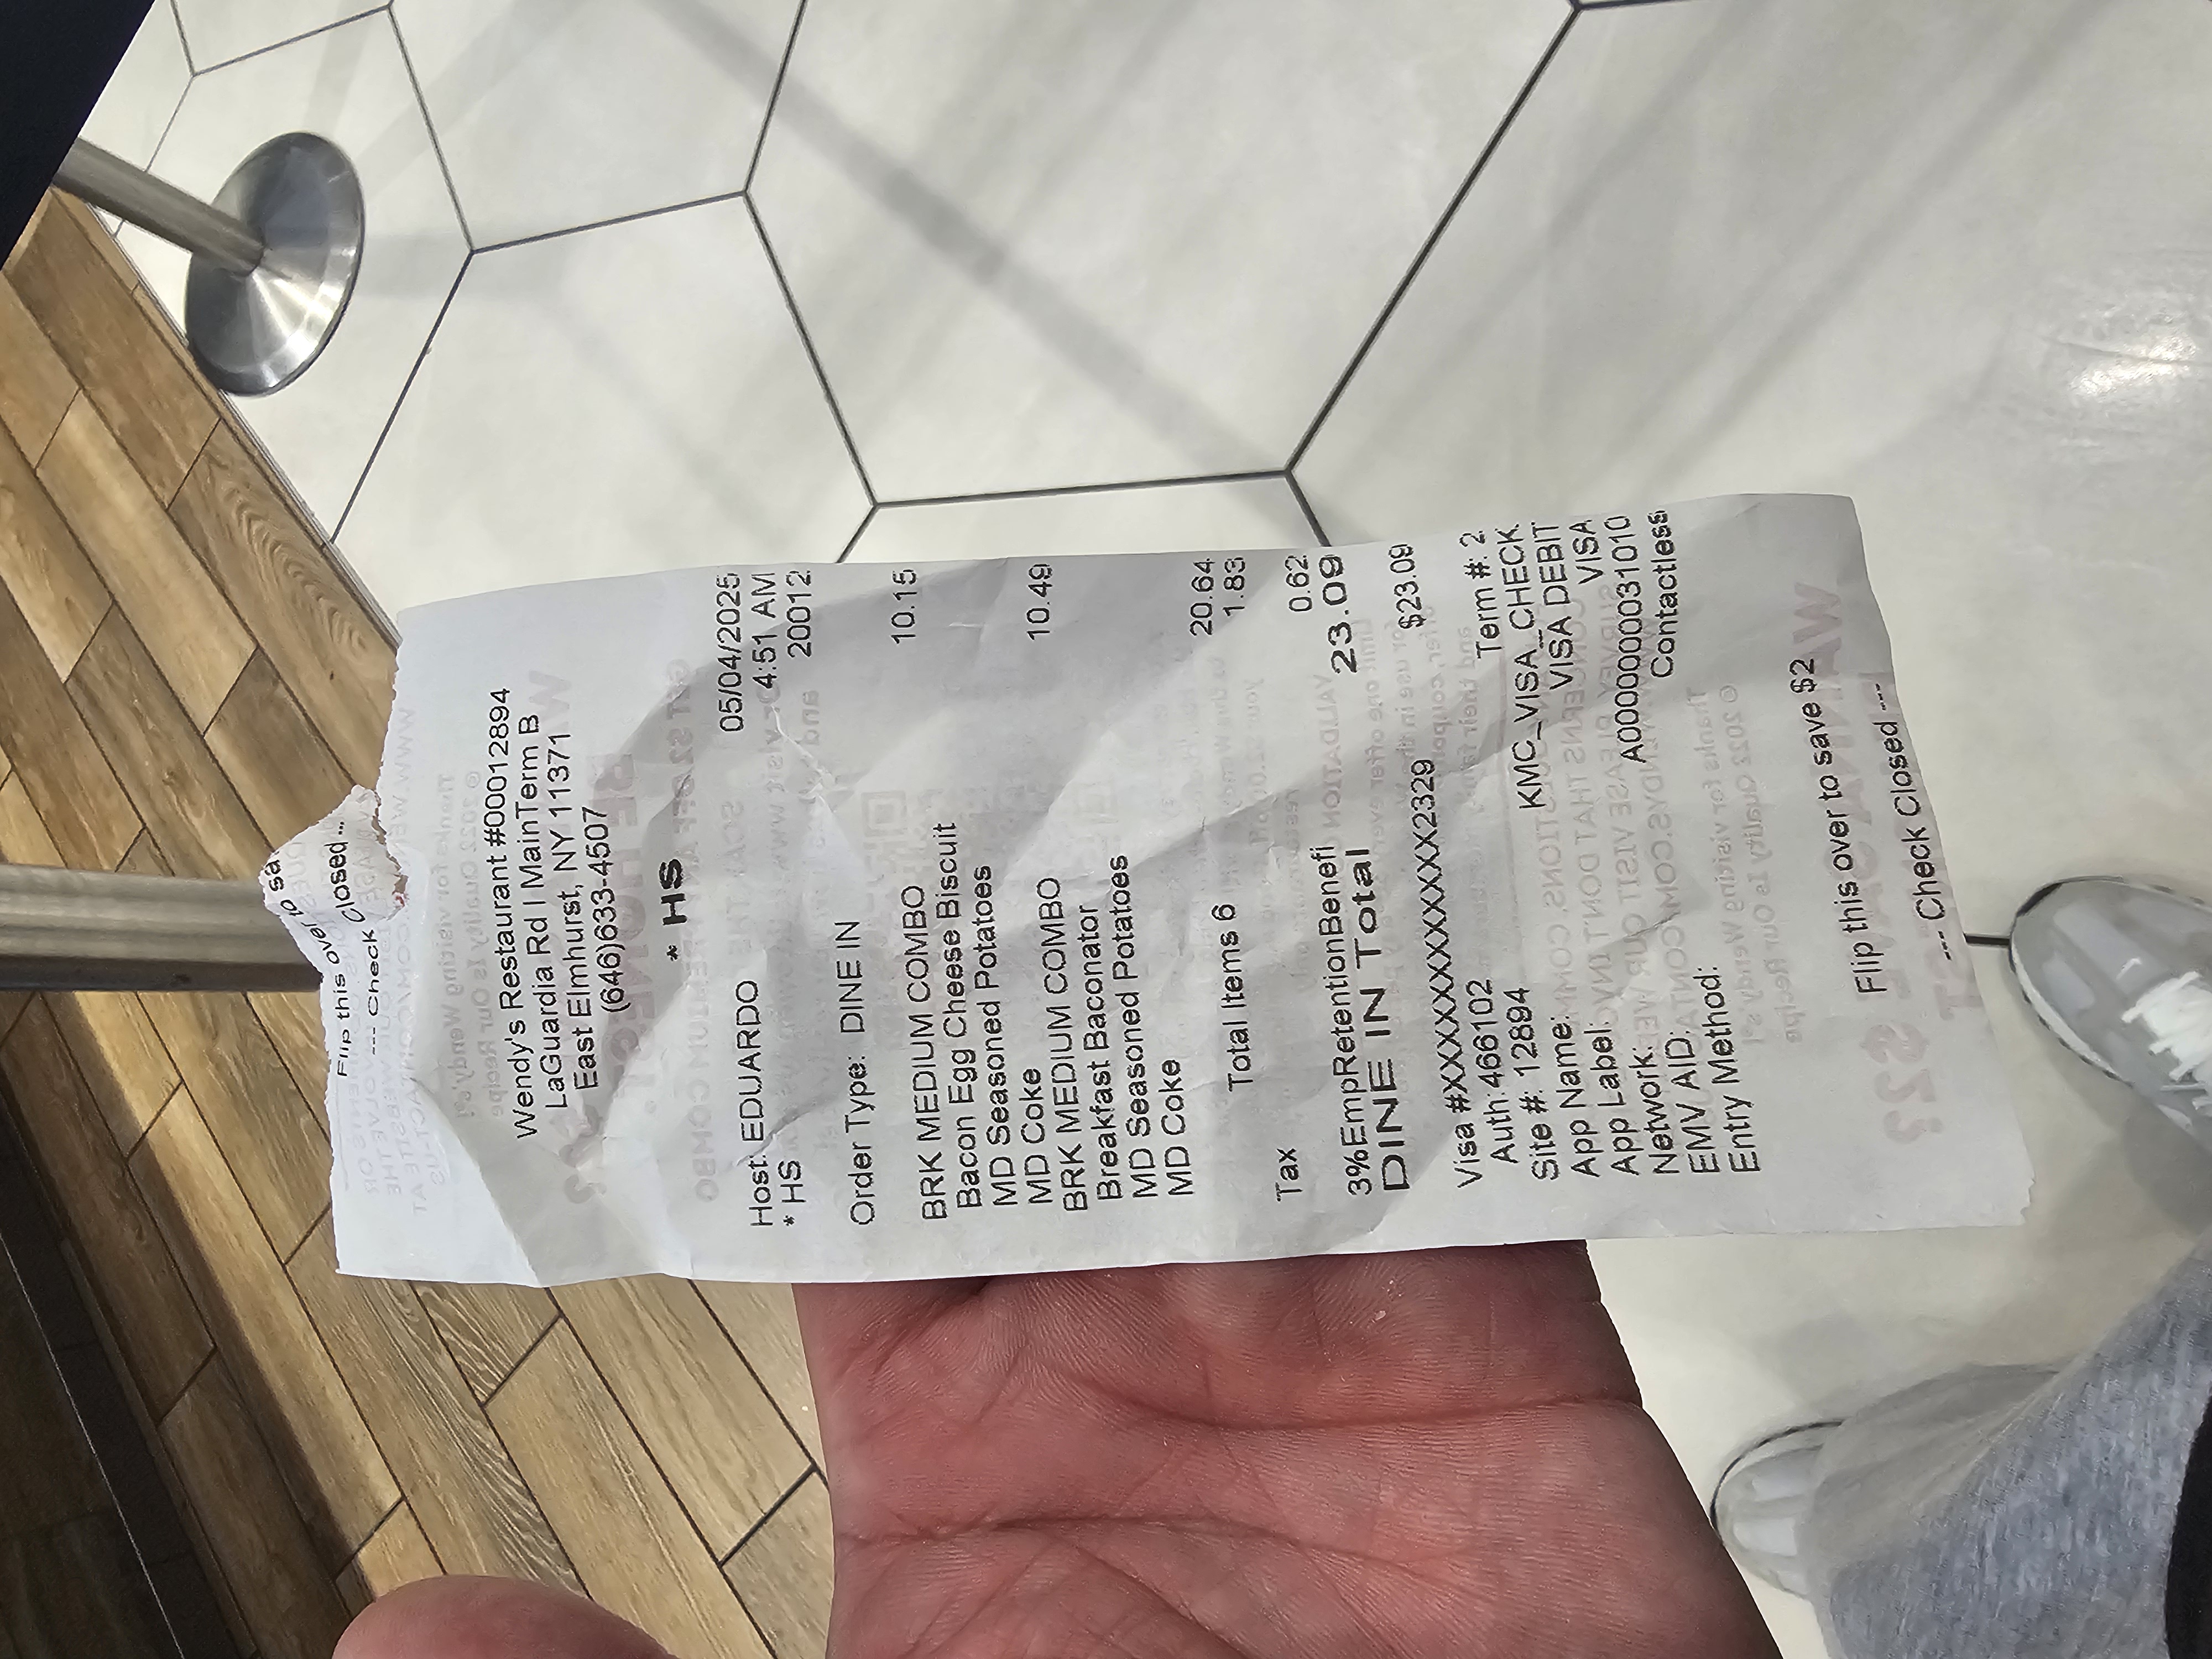 Flip this over to sa
--- Check Closed ---
Wendy's Restaurant #00012894
LaGuardia Rd | MainTerm B
East Elmhurst, NY 11371
(646)633-4507
* HS
Host: EDUARDO 05/04/2025
* HS 4:51 AM
20012
Order Type: DINE IN
BRK MEDIUM COMBO 10.15
Bacon Egg Cheese Biscuit
MD Seasoned Potatoes
MD Coke
BRK MEDIUM COMBO 10.49
Breakfast Baconator
MD Seasoned Potatoes
MD Coke
Total Items 6 20.64
Tax 1.83
3%EmpRetentionBenefi 0.62
DINE IN Total 23.09
Visa #XXXXXXXXXXXXXXXX2329 $23.09
Auth:466102
Site #: 12894 Term #: 2
App Name: KMC_VISA_CHECK
App Label: VISA DEBIT
Network: VISA
EMV AID: A0000000031010
Entry Method: Contactless
Flip this over to save $2
--- Check Closed ---